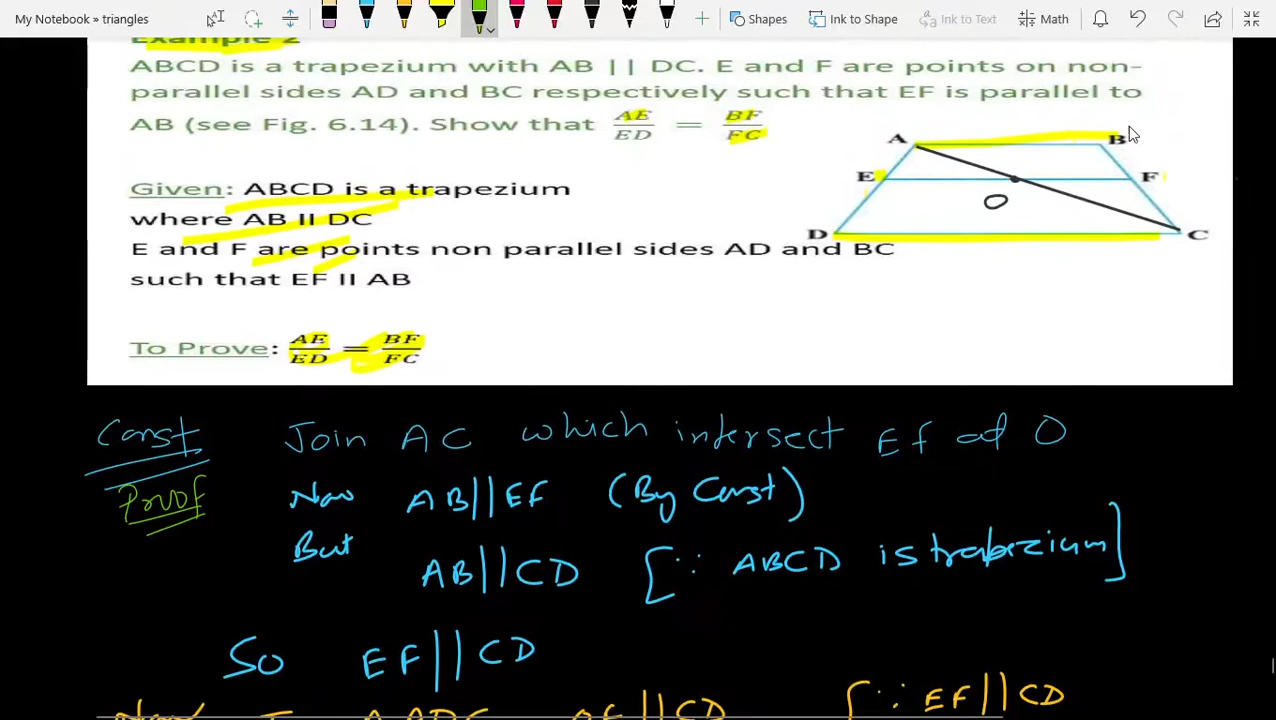 My Notebook » triangles
Shapes
Ink to Shape
Ink to Text
Math
Example 2
ABCD is a trapezium with AB || DC. E and F are points on non-
parallel sides AD and BC respectively such that EF is parallel to
AB (see Fig. 6.14). Show that AE/ED = BF/FC
A B
E F
O
D C
Given: ABCD is a trapezium
where AB II DC
E and F are points non parallel sides AD and BC
such that EF II AB
To Prove: AE/ED = BF/FC
Const Join AC which intersect EF at O
Proof Now AB||EF (By Const)
But AB||CD [∵ ABCD is trapezium]
So EF||CD
Now In ΔADC [∵ EF||CD